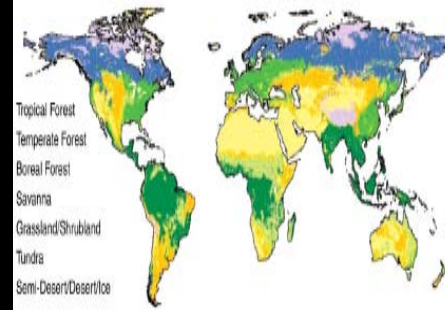 Tropical Forest
Temperate Forest
Boreal Forest
Savanna
Grassland/Shrubland
Tundra
Semi-Desert/Desert/Ice